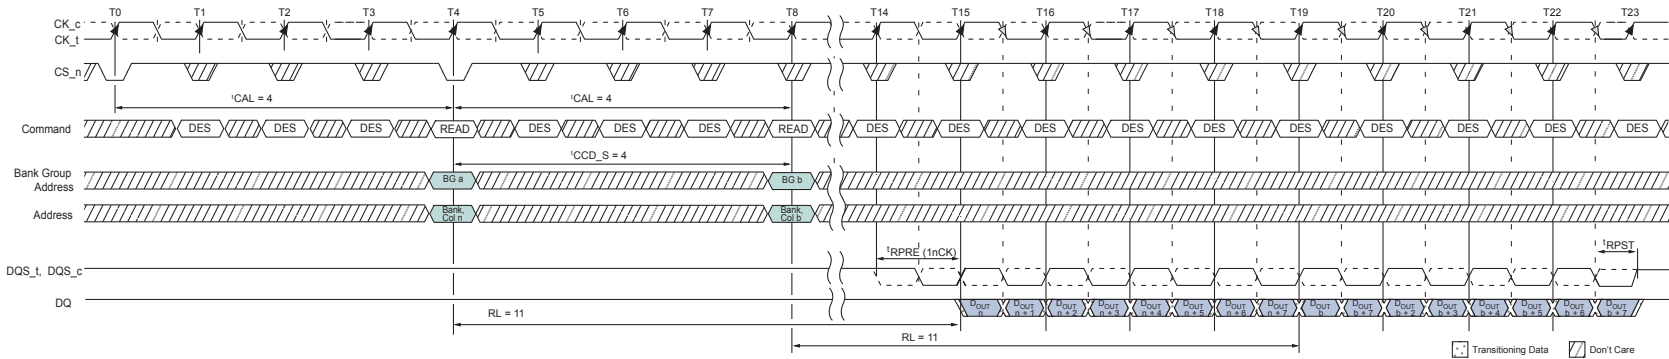 T0 T1 T2 T3 T4 T5 T6 T7 T8 T14 T15 T16 T17 T18 T19 T20 T21 T22 T23
CK_c
CK_t
CS_n
tCAL = 4 tCAL = 4
Command DES DES DES READ DES DES DES READ DES DES DES DES DES DES DES DES DES DES
tCCD_S = 4
Bank Group
Address
BG a BG b
Address
Bank,
Col n
Bank,
Col b
tRPRE (1nCK) tRPST
DQS_t, DQS_c
DQ
DOUT n DOUT n + 1 DOUT n + 2 DOUT n + 3 DOUT n + 4 DOUT n + 5 DOUT n + 6 DOUT n + 7 DOUT b DOUT b + 7 DOUT b + 2 DOUT b + 3 DOUT b + 4 DOUT b + 5 DOUT b + 6 DOUT b + 7
RL = 11
RL = 11
Transitioning Data Don't Care